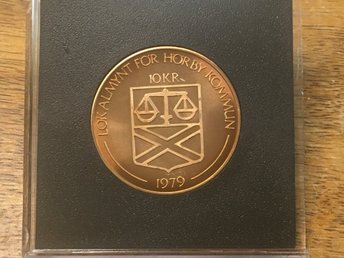 LOKALMYNT FÖR HÖRBY KOMMUN
10 KR
1979